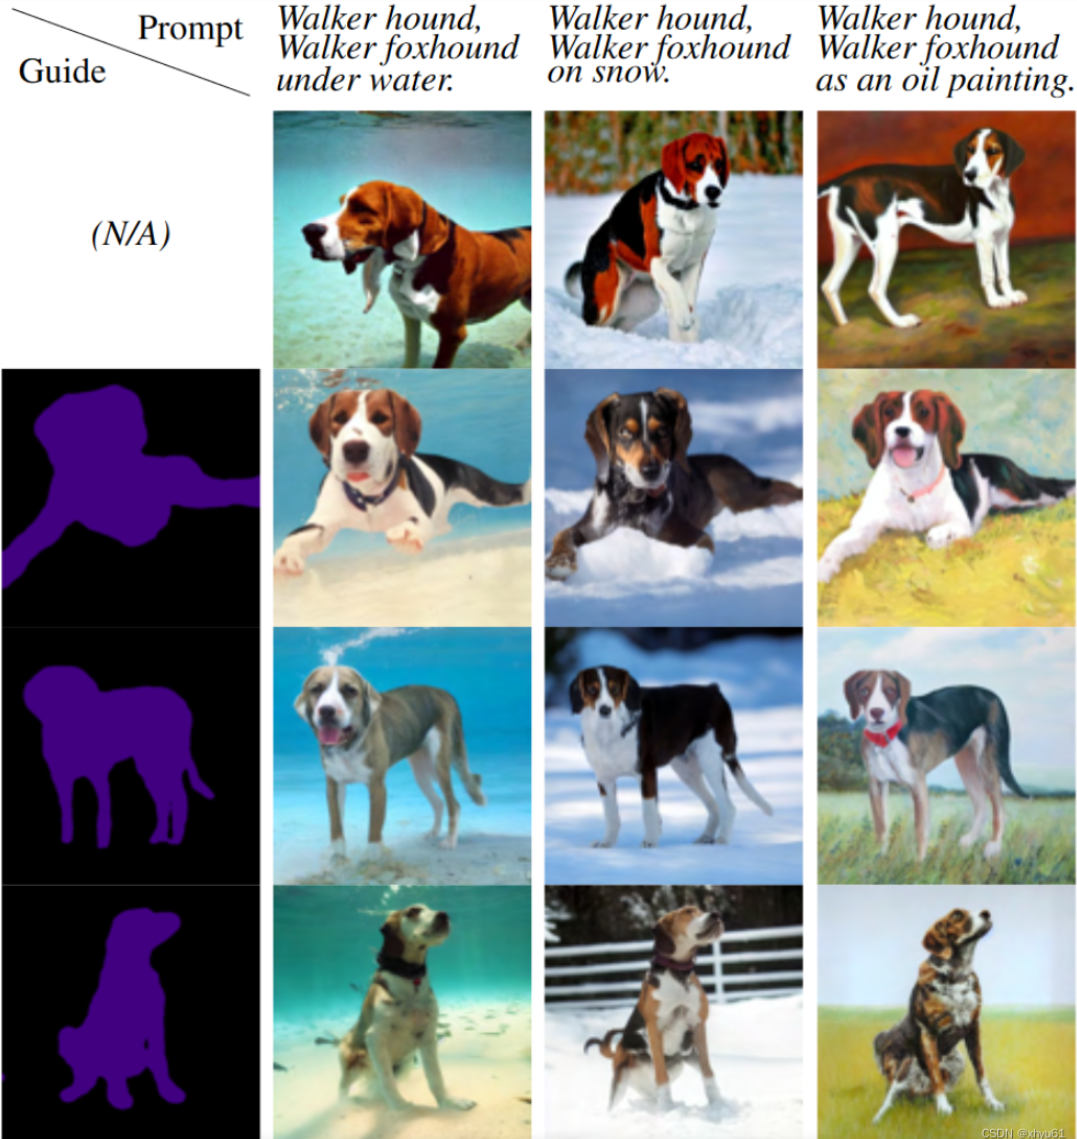 Prompt
Guide
Walker hound,
Walker foxhound
under water.
Walker hound,
Walker foxhound
on snow.
Walker hound,
Walker foxhound
as an oil painting.
(N/A)
CSDN @xhyu61